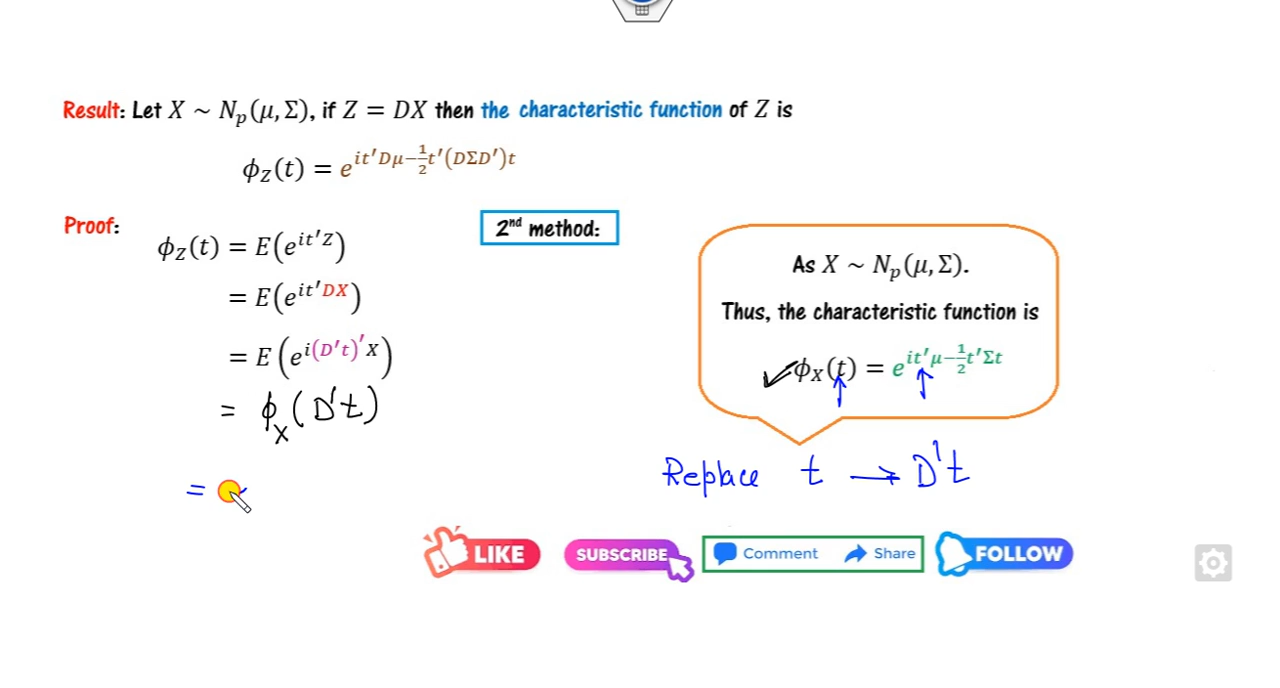 Result: Let X ~ Nₚ(μ, Σ), if Z = DX then the characteristic function of Z is
ϕ_Z(t) = e^{it′Dμ−½t′(DΣD′)t}
Proof:
ϕ_Z(t) = E(e^{it′Z})
= E(e^{it′DX})
= E(e^{i(D′t)′X})
= ϕ_X(D′t)
=
2nd method:
As X ~ Nₚ(μ, Σ).
Thus, the characteristic function is
ϕ_X(t) = e^{it′μ−½t′Σt}
Replace t → D′t
LIKE
SUBSCRIBE
Comment
Share
FOLLOW